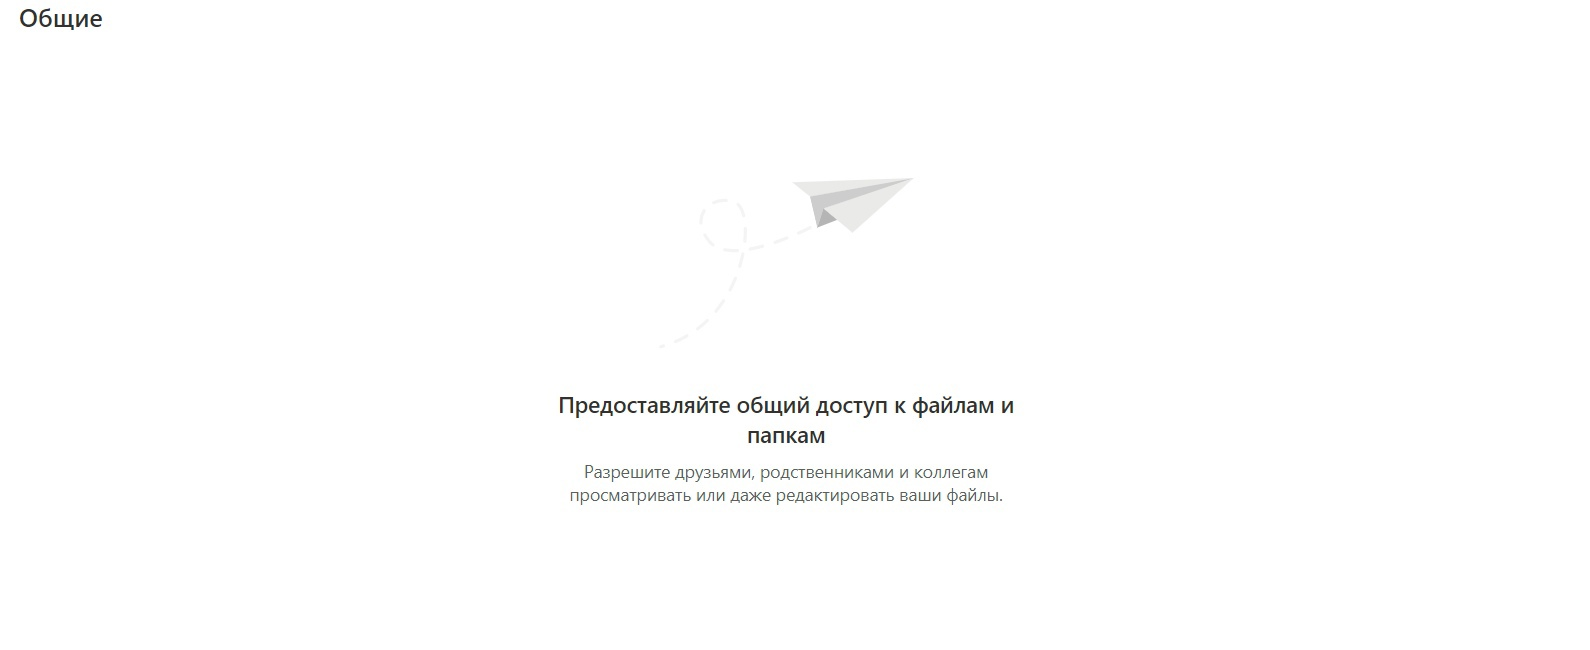 Общие
Предоставляйте общий доступ к файлам и
папкам
Разрешите друзьями, родственниками и коллегам
просматривать или даже редактировать ваши файлы.